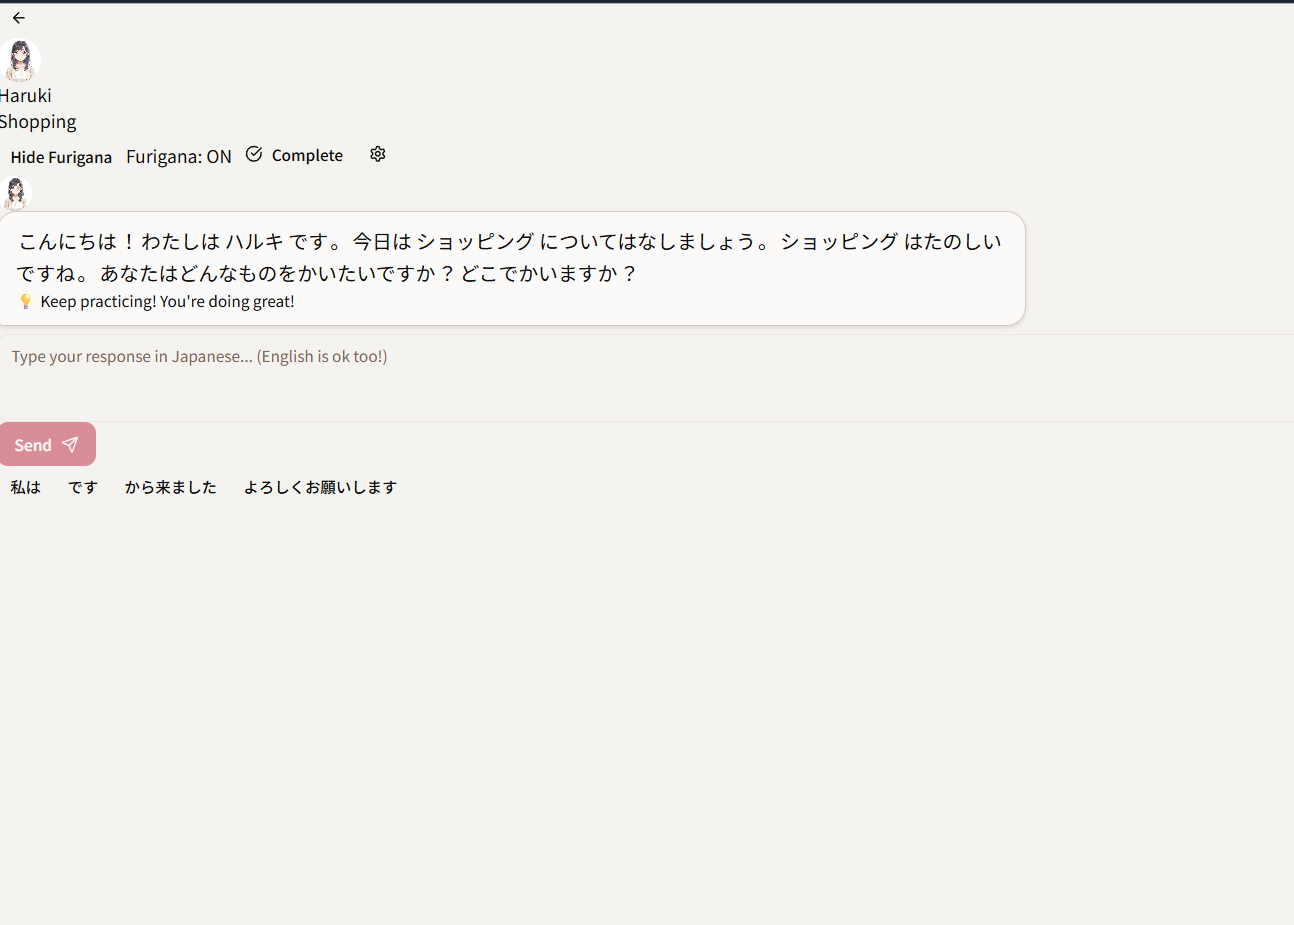 Haruki
Shopping
Hide Furigana Furigana: ON Complete
こんにちは！わたしは ハルキ です。今日は ショッピング についてはなしましょう。ショッピング はたのしい
ですね。あなたはどんなものをかいたいですか？どこでかいますか？
💡 Keep practicing! You're doing great!
Type your response in Japanese... (English is ok too!)
Send
私は です から来ました よろしくお願いします